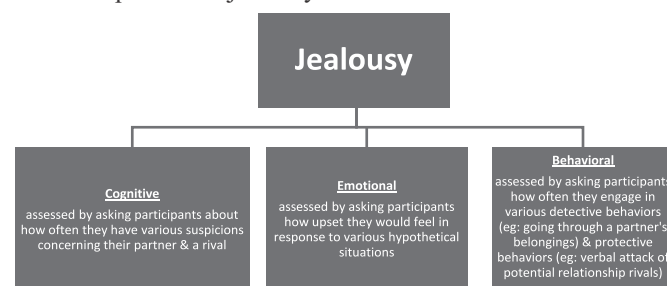 Jealousy
Cognitive
assessed by asking participants about
how often they have various suspicions
concerning their partner & a rival
Emotional
assessed by asking participants
how upset they would feel in
response to various hypothetical
situations
Behavioral
assessed by asking participants
how often they engage in
various detective behaviors
(eg: going through a partner's
belongings) & protective
behaviors (eg: verbal attack of
potential relationship rivals)